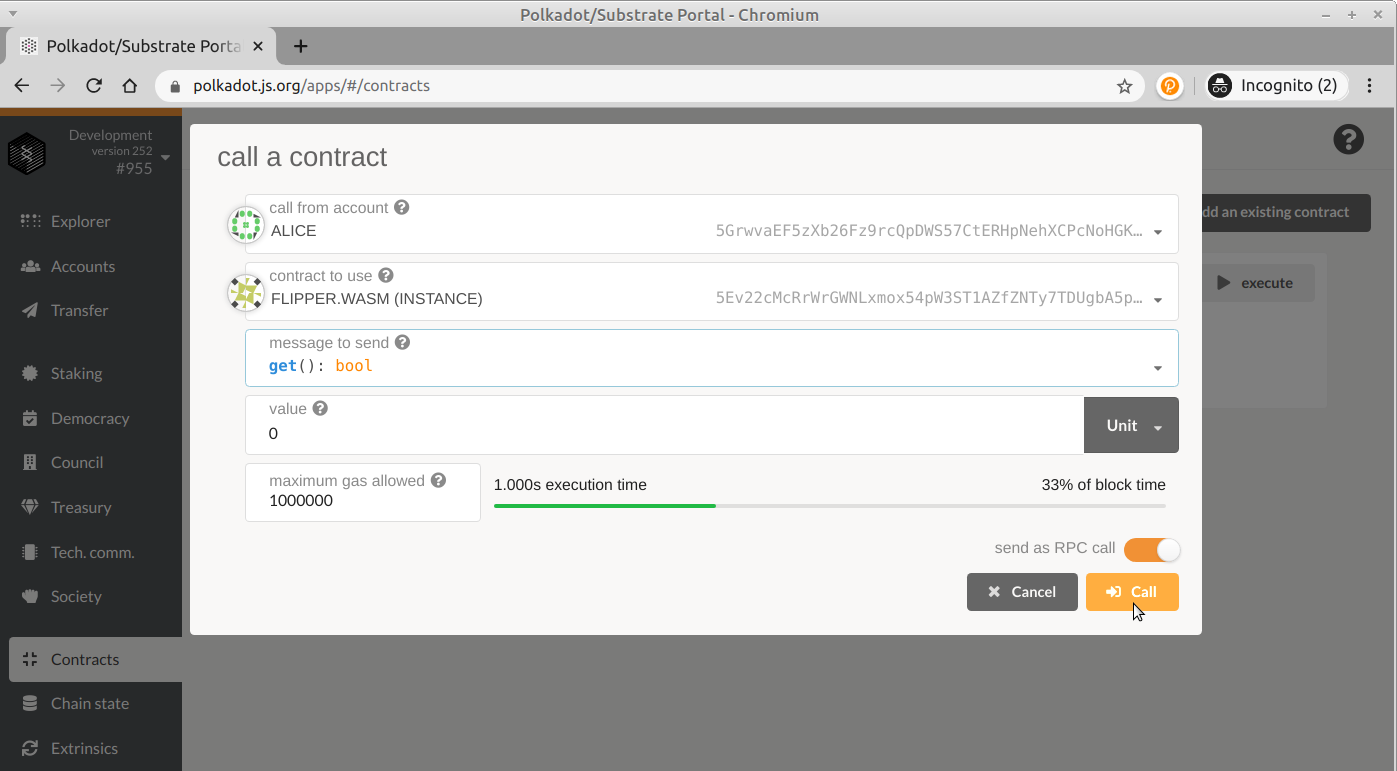 Polkadot/Substrate Portal - Chromium
Polkadot/Substrate Porta
polkadot.js.org/apps/#/contracts
Incognito (2)
Development
version 252
#955
Explorer
Accounts
Transfer
Staking
Democracy
Council
Treasury
Tech. comm.
Society
Contracts
Chain state
Extrinsics
call a contract
call from account
ALICE
5GrwvaEF5zXb26Fz9rcQpDWS57CtERHpNehXCPcNoHGK…
contract to use
FLIPPER.WASM (INSTANCE)
5Ev22cMcRrWrGWNLxmox54pW3ST1AZfZNTy7TDUgbA5p…
message to send
get(): bool
value
0
Unit
maximum gas allowed
1000000
1.000s execution time
33% of block time
send as RPC call
Cancel
Call
dd an existing contract
execute